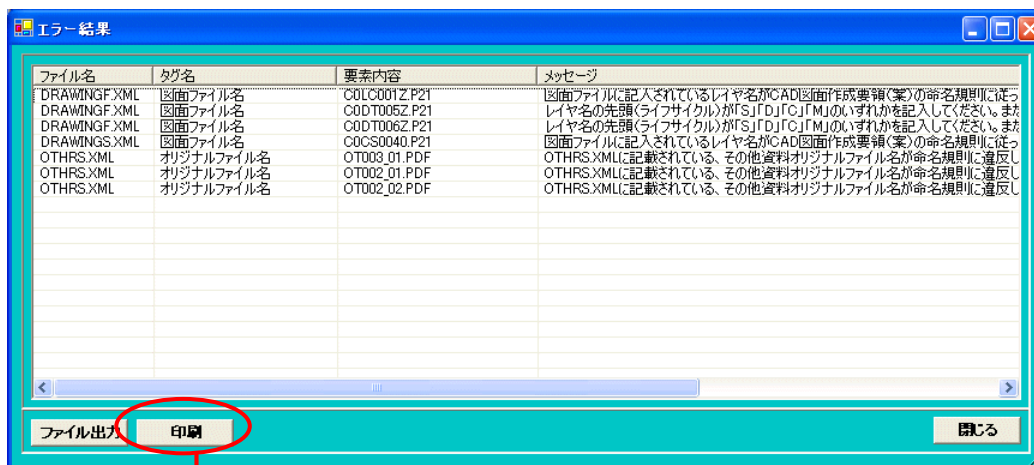 エラー結果
ファイル名 タグ名 要素内容 メッセージ
DRAWINGF.XML 図面ファイル名 C0LC001Z.P21 図面ファイルに記入されているレイヤ名がCAD図面作成要領(案)の命名規則に従っ
DRAWINGF.XML 図面ファイル名 C0DT005Z.P21 レイヤ名の先頭(ライフサイクル)が「S」「D」「C」「M」のいずれかを記入してください。また
DRAWINGF.XML 図面ファイル名 C0DT006Z.P21 レイヤ名の先頭(ライフサイクル)が「S」「D」「C」「M」のいずれかを記入してください。また
DRAWINGS.XML 図面ファイル名 C0CS0040.P21 図面ファイルに記入されているレイヤ名がCAD図面作成要領(案)の命名規則に従っ
OTHRS.XML オリジナルファイル名 OT003_01.PDF OTHRS.XMLに記載されている、その他資料オリジナルファイル名が命名規則に違反し
OTHRS.XML オリジナルファイル名 OT002_01.PDF OTHRS.XMLに記載されている、その他資料オリジナルファイル名が命名規則に違反し
OTHRS.XML オリジナルファイル名 OT002_02.PDF OTHRS.XMLに記載されている、その他資料オリジナルファイル名が命名規則に違反し
ファイル出力 印刷 閉じる